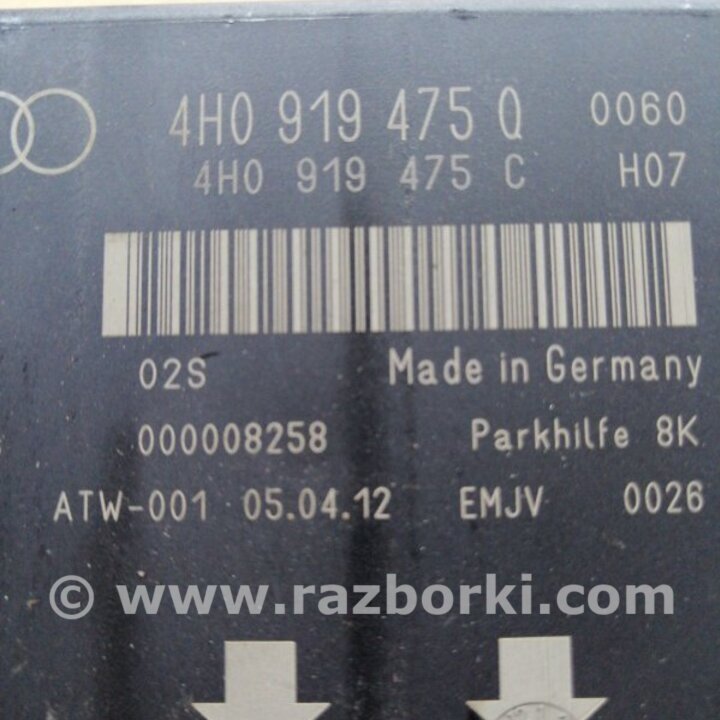 4H0 919 475 Q 0060
4H0 919 475 C H07
02S Made in Germany
000008258 Parkhilfe 8K
ATW-001 05.04.12 EMJV 0026
© www.razborki.com